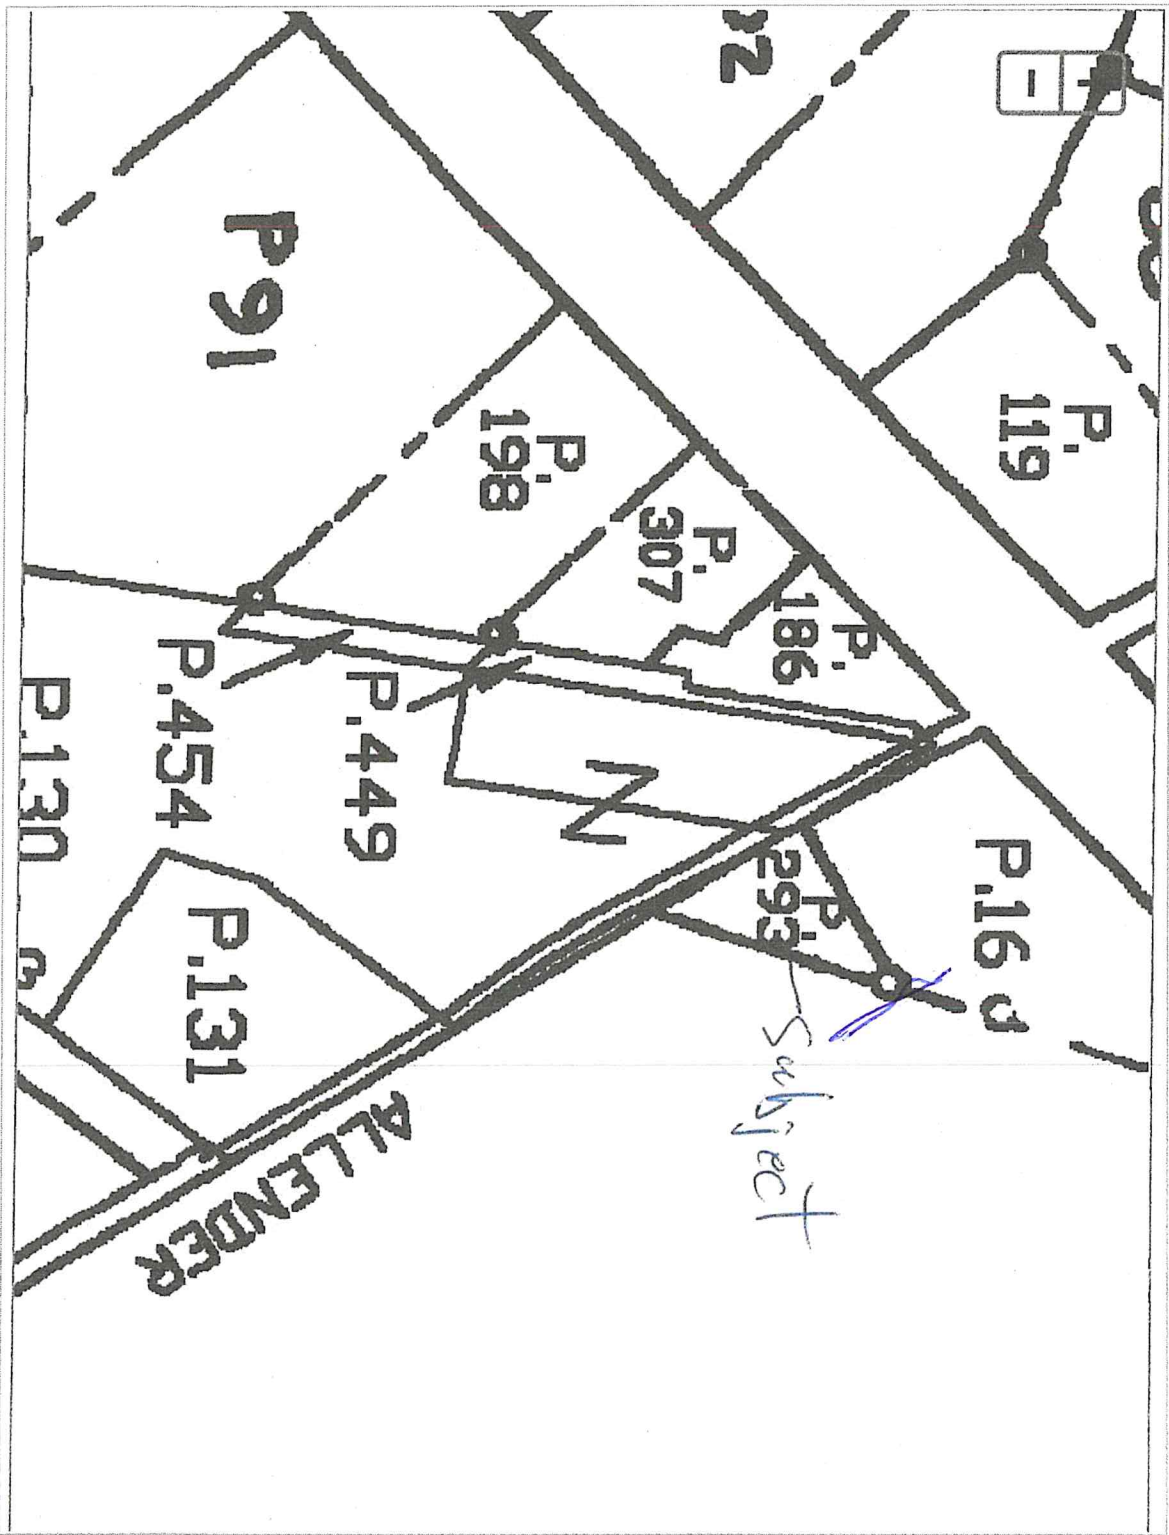 +
-
P.
119
P.16
P.
186
P.
293
Subject
P.
307
P.
198
P.449
P91
P.454
P.131
ALLENDER
P.130